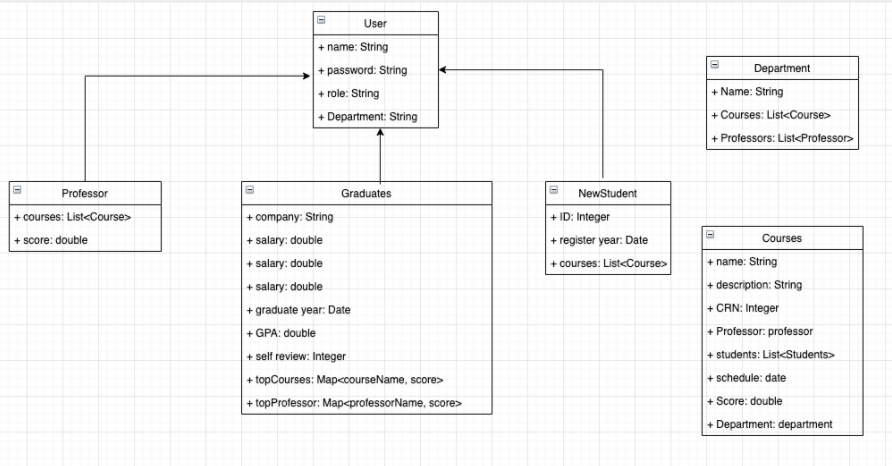 User
+ name: String
+ password: String
+ role: String
+ Department: String
Department
+ Name: String
+ Courses: List<Course>
+ Professors: List<Professor>
Professor
+ courses: List<Course>
+ score: double
Graduates
+ company: String
+ salary: double
+ salary: double
+ salary: double
+ graduate year: Date
+ GPA: double
+ self review: Integer
+ topCourses: Map<courseName, score>
+ topProfessor: Map<professorName, score>
NewStudent
+ ID: Integer
+ register year: Date
+ courses: List<Course>
Courses
+ name: String
+ description: String
+ CRN: Integer
+ Professor: professor
+ students: List<Students>
+ schedule: date
+ Score: double
+ Department: department